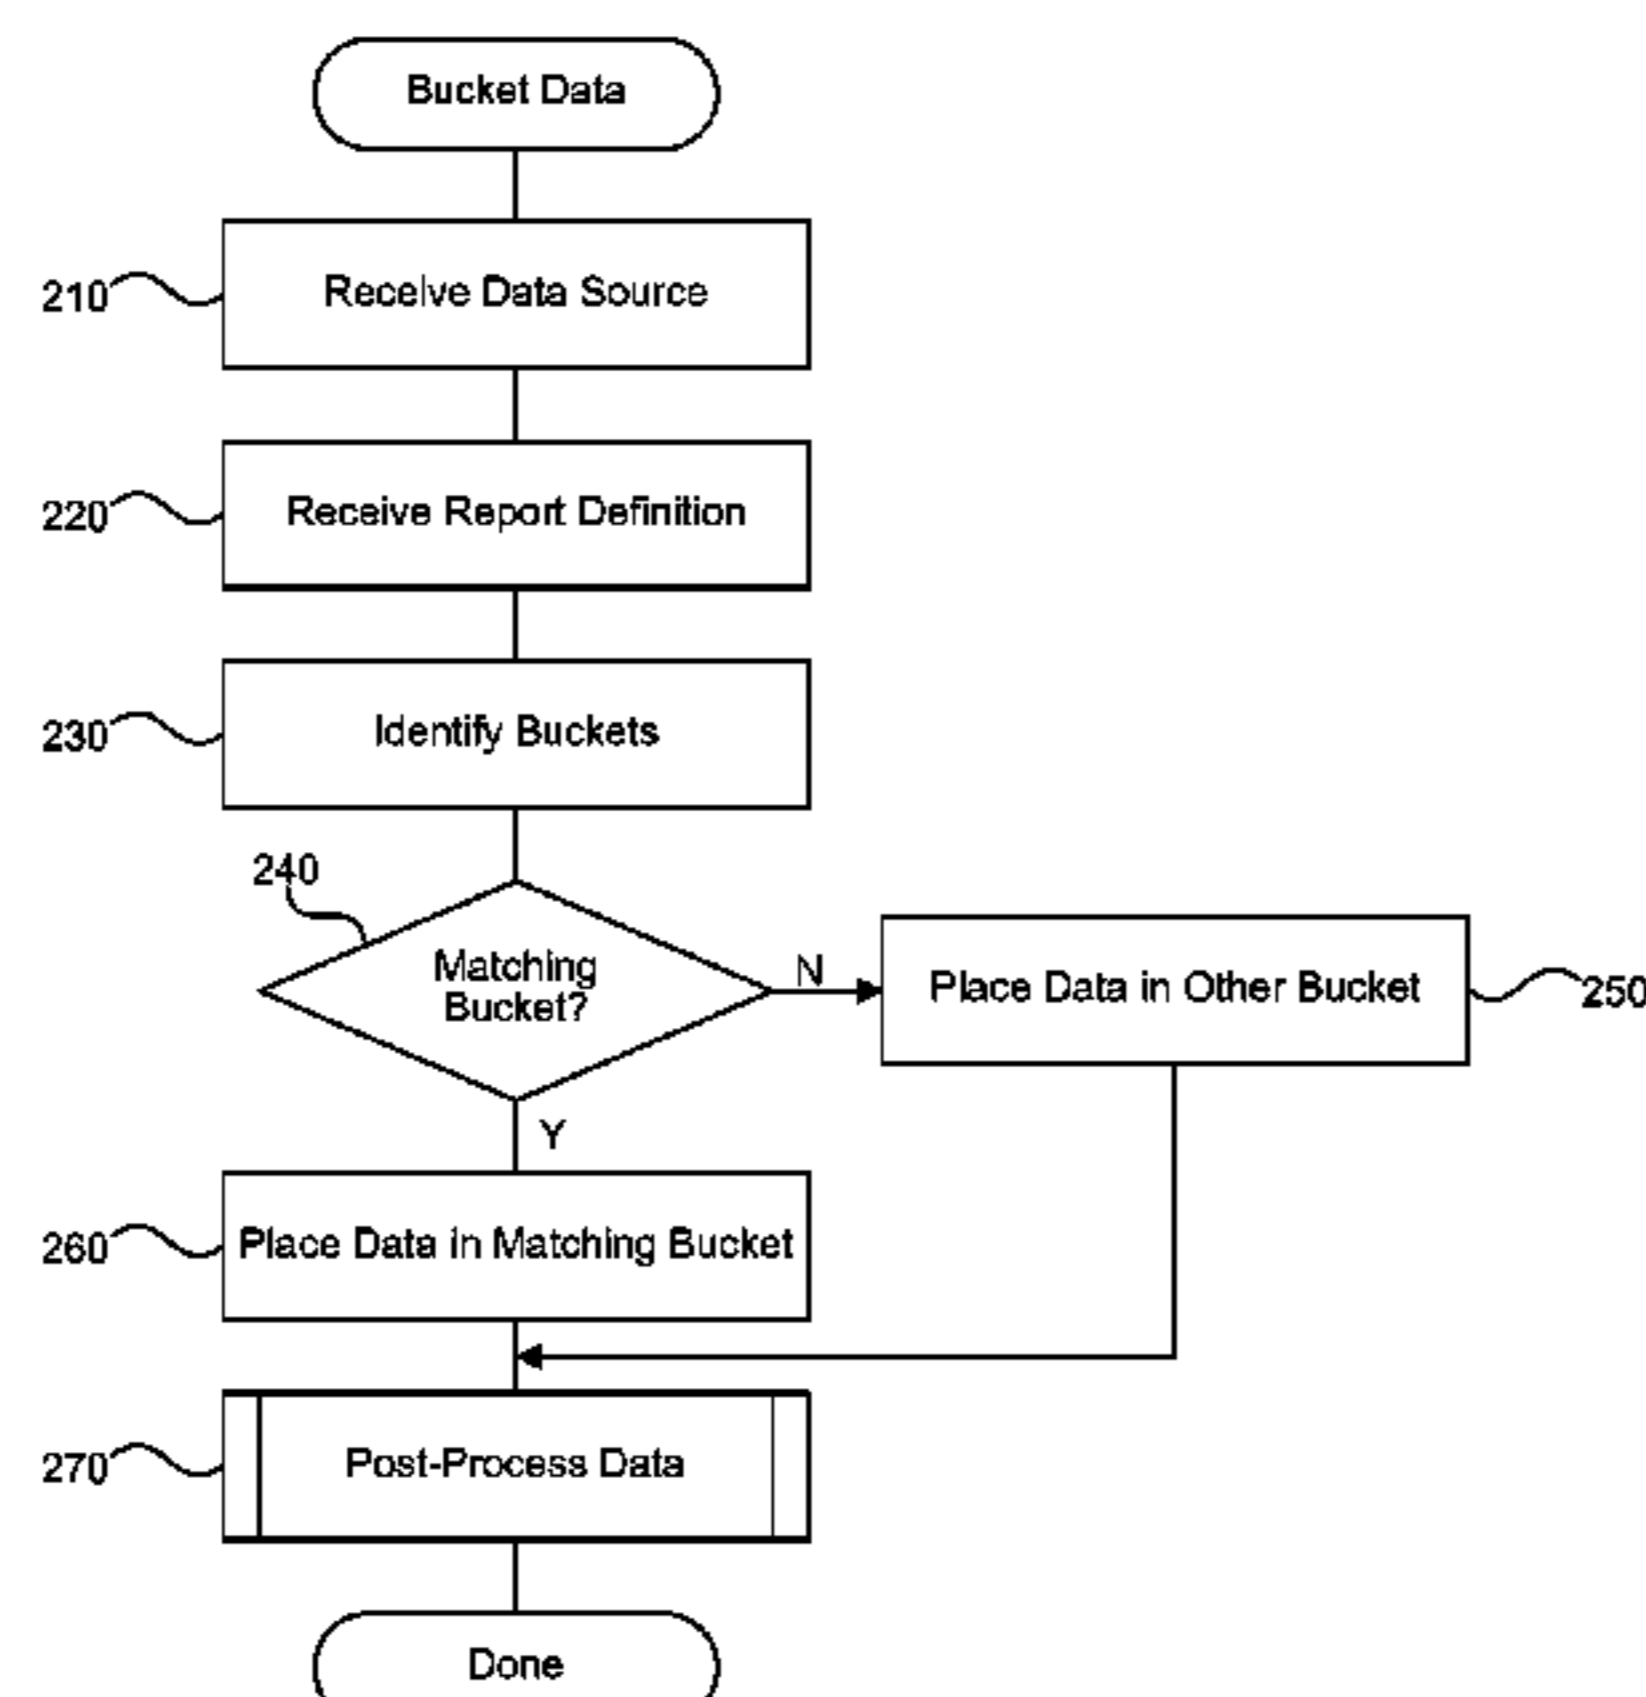 Bucket Data
210
Receive Data Source
220
Receive Report Definition
230
Identify Buckets
240
Matching
Bucket?
N
Place Data in Other Bucket
250
Y
260
Place Data in Matching Bucket
270
Post-Process Data
Done